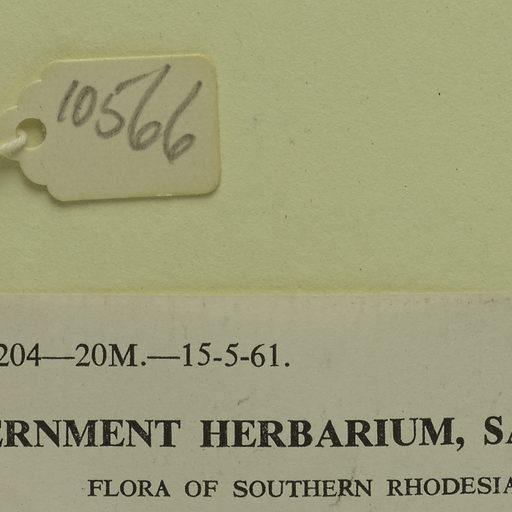 10566
204—20M.—15-5-61.
ERNMENT HERBARIUM, SA
FLORA OF SOUTHERN RHODESIA